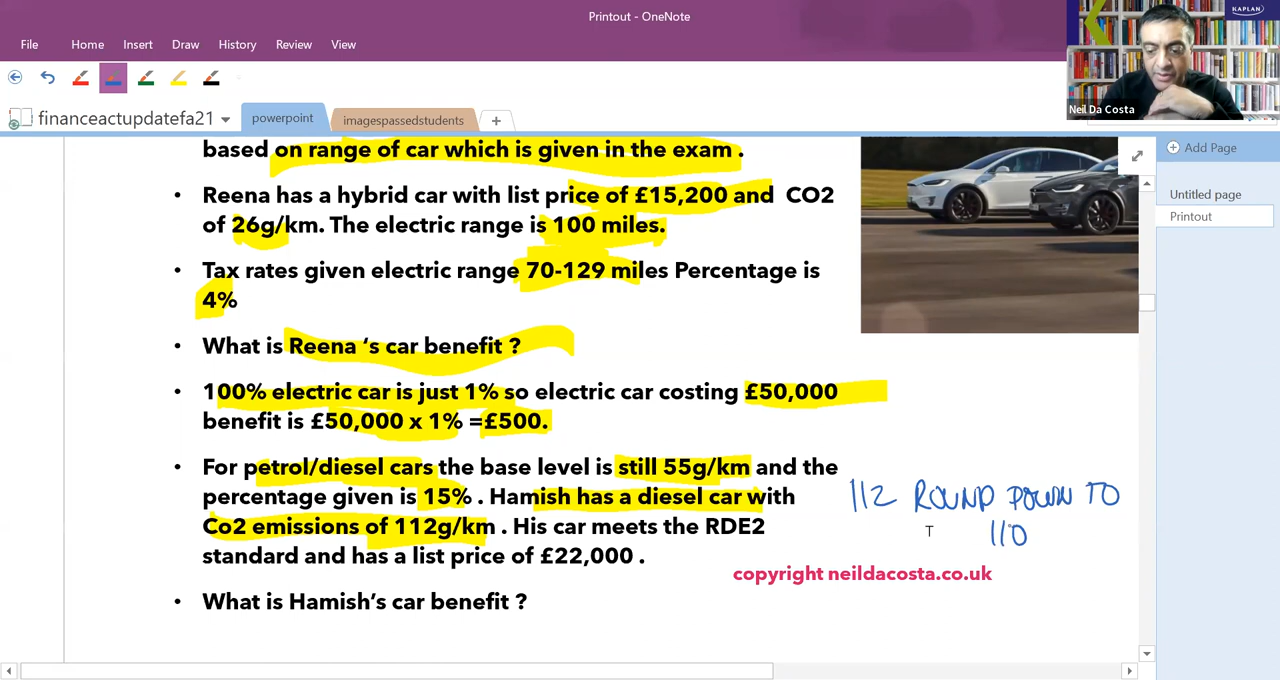 Printout - OneNote
KAPLAN
File Home Insert Draw History Review View
Neil Da Costa
financeactupdatefa21 powerpoint imagespassedstudents
Add Page
Untitled page
Printout
based on range of car which is given in the exam .
• Reena has a hybrid car with list price of £15,200 and CO2
of 26g/km. The electric range is 100 miles.
• Tax rates given electric range 70-129 miles Percentage is
4%
• What is Reena ‘s car benefit ?
• 100% electric car is just 1% so electric car costing £50,000
benefit is £50,000 x 1% =£500.
• For petrol/diesel cars the base level is still 55g/km and the
percentage given is 15% . Hamish has a diesel car with
Co2 emissions of 112g/km . His car meets the RDE2
standard and has a list price of £22,000 .
• What is Hamish’s car benefit ?
112 ROUND DOWN TO
110
copyright neildacosta.co.uk